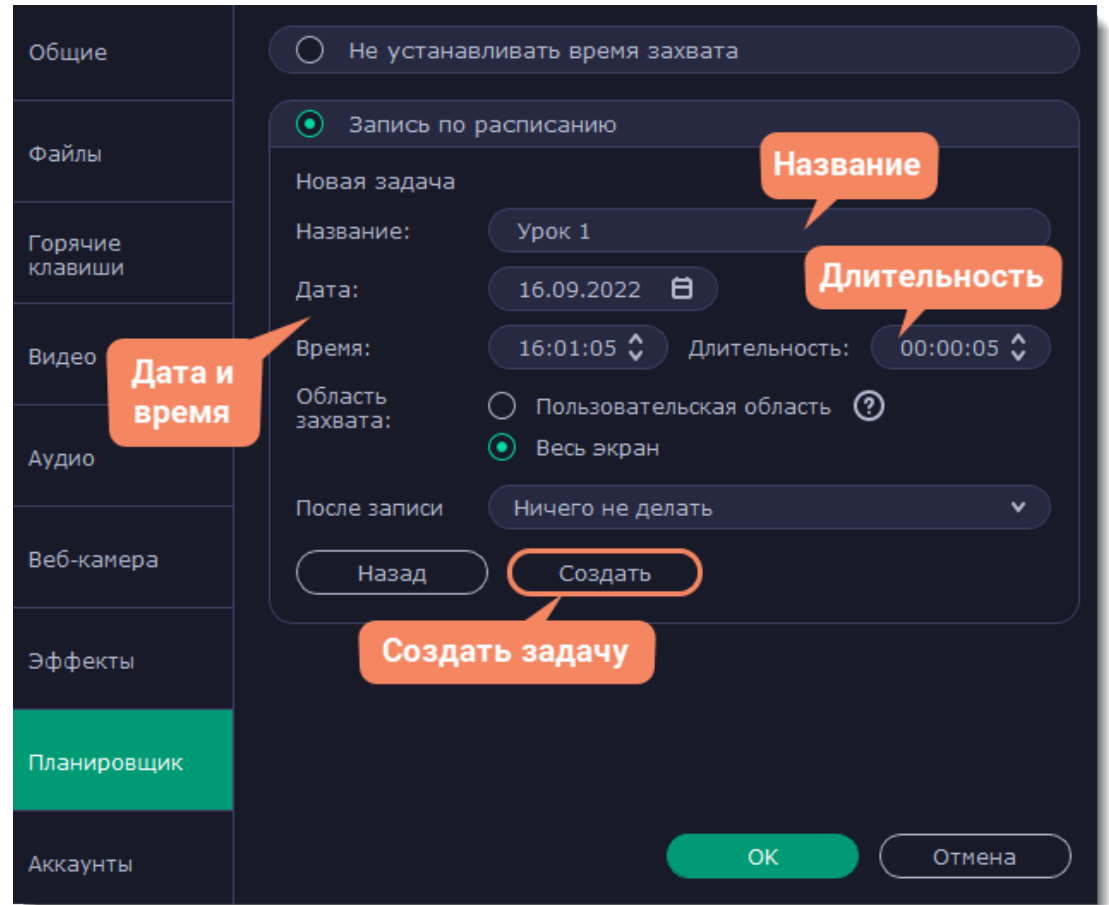 Общие
Файлы
Горячие
клавиши
Видео
Аудио
Веб-камера
Эффекты
Планировщик
Аккаунты
Не устанавливать время захвата
Запись по расписанию
Название
Новая задача
Название: Урок 1
Длительность
Дата: 16.09.2022
Время: 16:01:05 Длительность: 00:00:05
Дата и
время
Область
захвата:
Пользовательская область ?
Весь экран
После записи Ничего не делать
Назад Создать
Создать задачу
OK Отмена